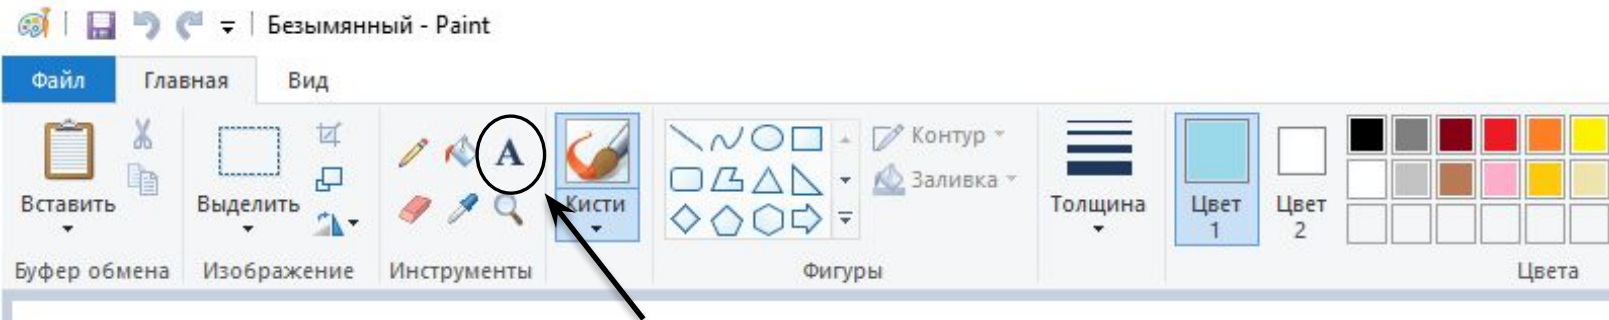 Безымянный - Paint
Файл Главная Вид
A
Контур
Заливка
Вставить Выделить Кисти Толщина Цвет 1 Цвет 2
Буфер обмена Изображение Инструменты Фигуры Цвета